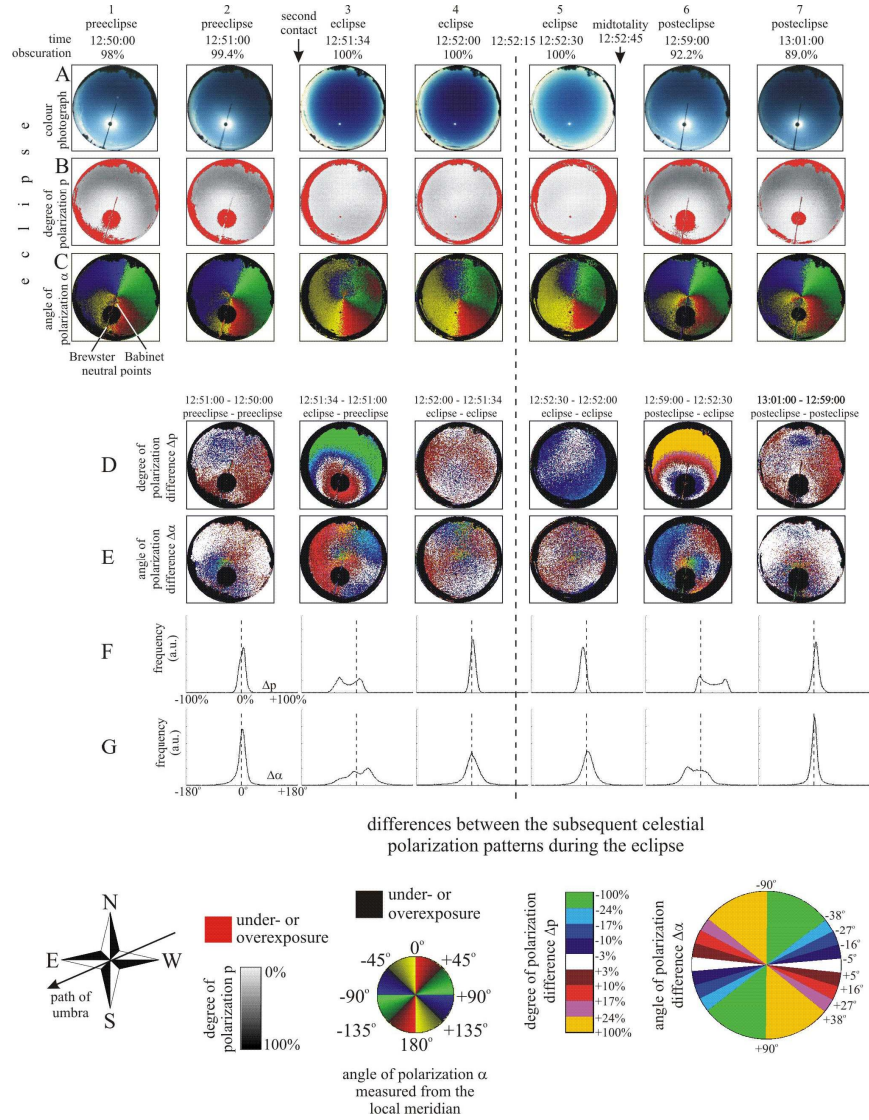 1 2 3 4 5 6 7
preeclipse preeclipse second contact eclipse eclipse eclipse midtotality posteclipse posteclipse
time 12:50:00 12:51:00 12:51:34 12:52:00 12:52:15 12:52:30 12:52:45 12:59:00 13:01:00
obscuration 98% 99.4% 100% 100% 100% 92.2% 89.0%
eclipse
A
colour
photograph
B
degree of
polarization p
C
angle of
polarization α
Brewster Babinet
neutral points
12:51:00 - 12:50:00 12:51:34 - 12:51:00 12:52:00 - 12:51:34 12:52:30 - 12:52:00 12:59:00 - 12:52:30 13:01:00 - 12:59:00
preeclipse - preeclipse eclipse - preeclipse eclipse - eclipse eclipse - eclipse posteclipse - eclipse posteclipse - posteclipse
D
degree of
polarization
difference Δp
E
angle of
polarization
difference Δα
F
frequency
(a.u.)
Δp
-100% 0% +100%
G
frequency
(a.u.)
Δα
-180° 0° +180°
differences between the subsequent celestial
polarization patterns during the eclipse
N
E W
S
path of
umbra
under- or
overexposure
degree of
polarization p
0%
100%
under- or
overexposure
0°
-45° +45°
-90° +90°
-135° +135°
180°
angle of polarization α
measured from the
local meridian
degree of polarization
difference Δp
-100%
-24%
-17%
-10%
-3%
+3%
+10%
+17%
+24%
+100%
angle of polarization
difference Δα
-90°
-38°
-27°
-16°
-5°
+5°
+16°
+27°
+38°
+90°